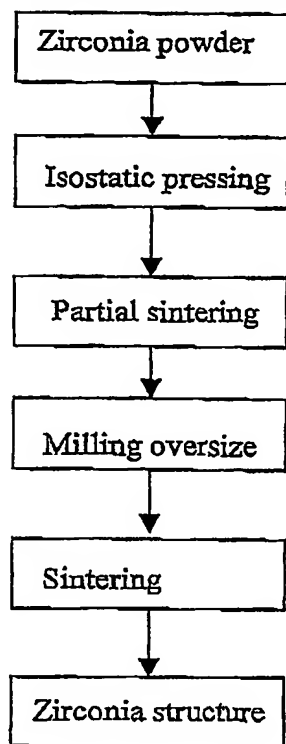 Zirconia powder
Isostatic pressing
Partial sintering
Milling oversize
Sintering
Zirconia structure